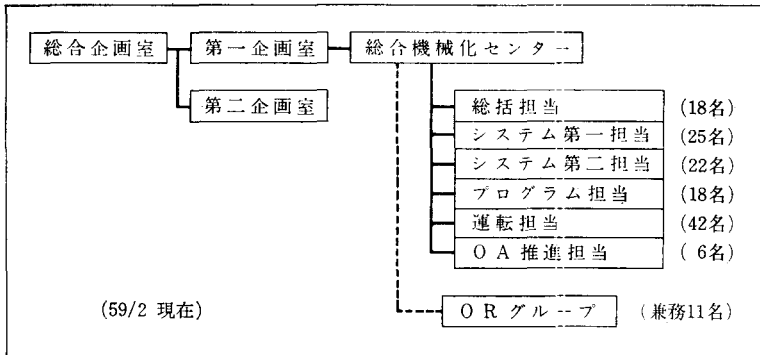 総合企画室 第一企画室 総合機械化センター
第二企画室
総括担当 (18名)
システム第一担当 (25名)
システム第二担当 (22名)
プログラム担当 (18名)
運転担当 (42名)
OA推進担当 (6名)
(59/2 現在) ORグループ (兼務11名)